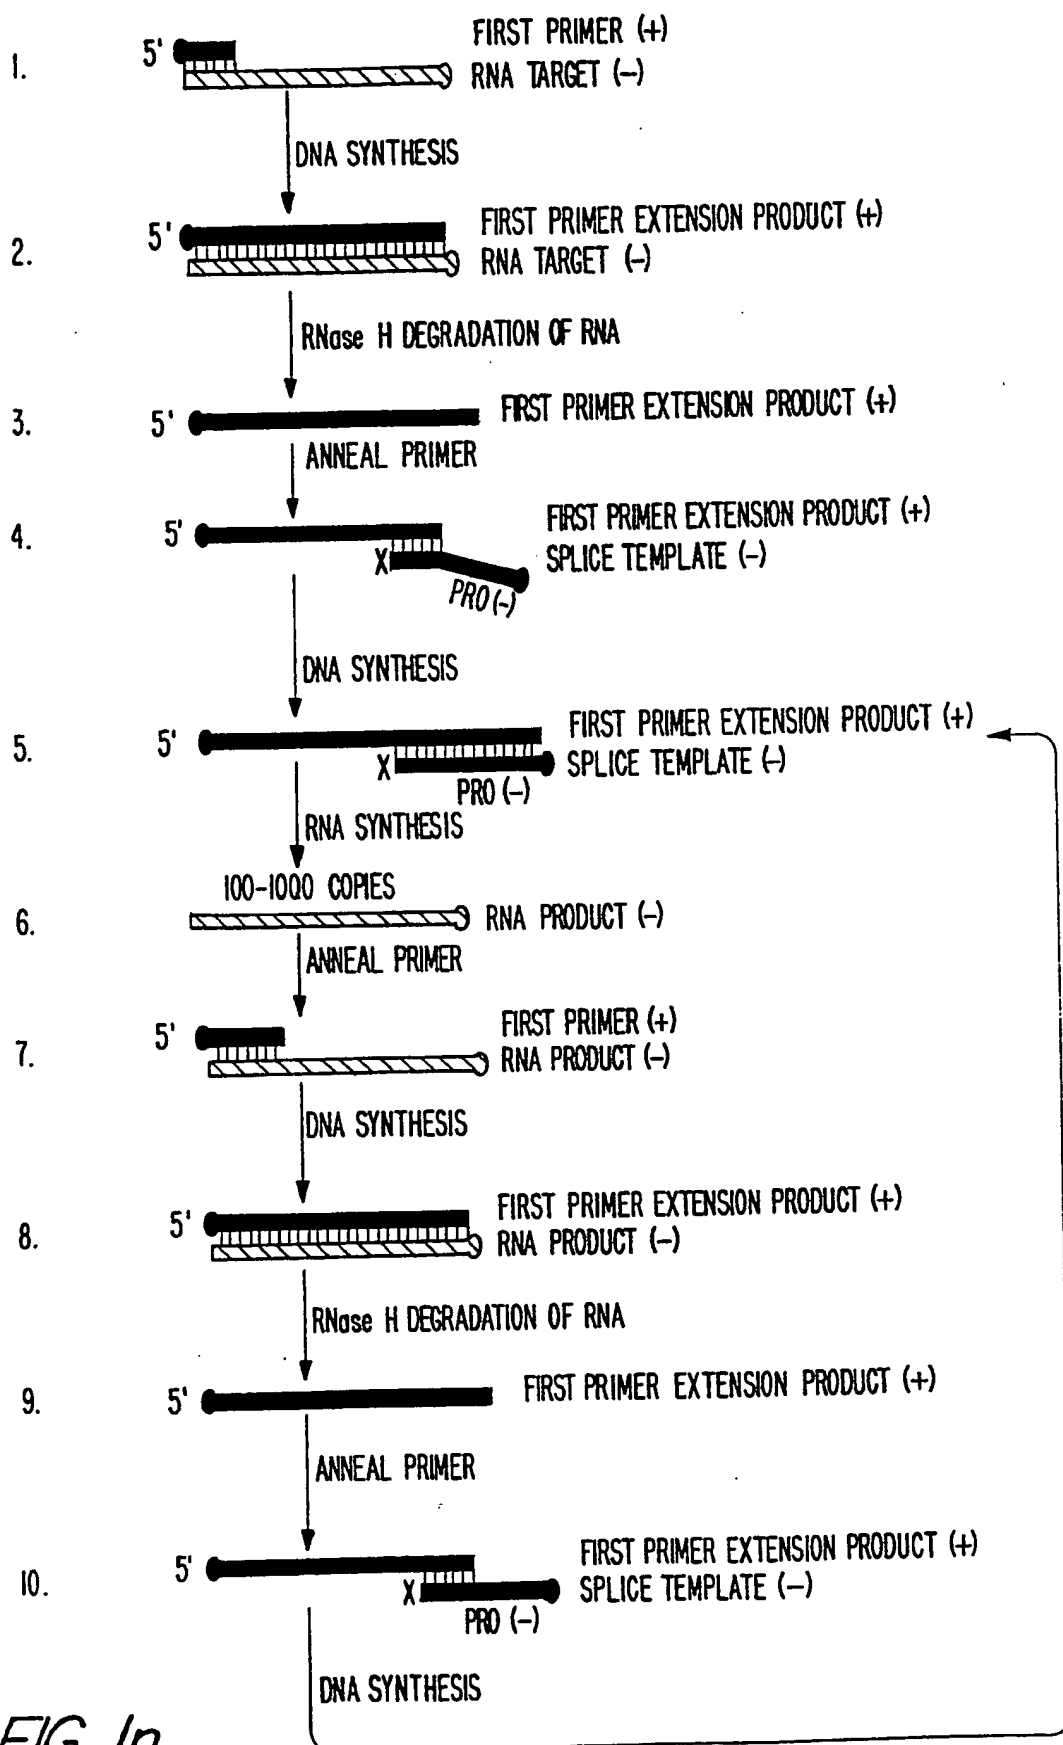 1.
5'
FIRST PRIMER (+)
RNA TARGET (-)
DNA SYNTHESIS
2.
5'
FIRST PRIMER EXTENSION PRODUCT (+)
RNA TARGET (-)
RNase H DEGRADATION OF RNA
3.
5'
FIRST PRIMER EXTENSION PRODUCT (+)
ANNEAL PRIMER
4.
5'
FIRST PRIMER EXTENSION PRODUCT (+)
X
SPLICE TEMPLATE (-)
PRO (-)
DNA SYNTHESIS
5.
5'
FIRST PRIMER EXTENSION PRODUCT (+)
X
SPLICE TEMPLATE (-)
PRO (-)
RNA SYNTHESIS
100-1000 COPIES
6.
RNA PRODUCT (-)
ANNEAL PRIMER
7.
5'
FIRST PRIMER (+)
RNA PRODUCT (-)
DNA SYNTHESIS
8.
5'
FIRST PRIMER EXTENSION PRODUCT (+)
RNA PRODUCT (-)
RNase H DEGRADATION OF RNA
9.
5'
FIRST PRIMER EXTENSION PRODUCT (+)
ANNEAL PRIMER
10.
5'
FIRST PRIMER EXTENSION PRODUCT (+)
X
SPLICE TEMPLATE (-)
PRO (-)
DNA SYNTHESIS
FIG.